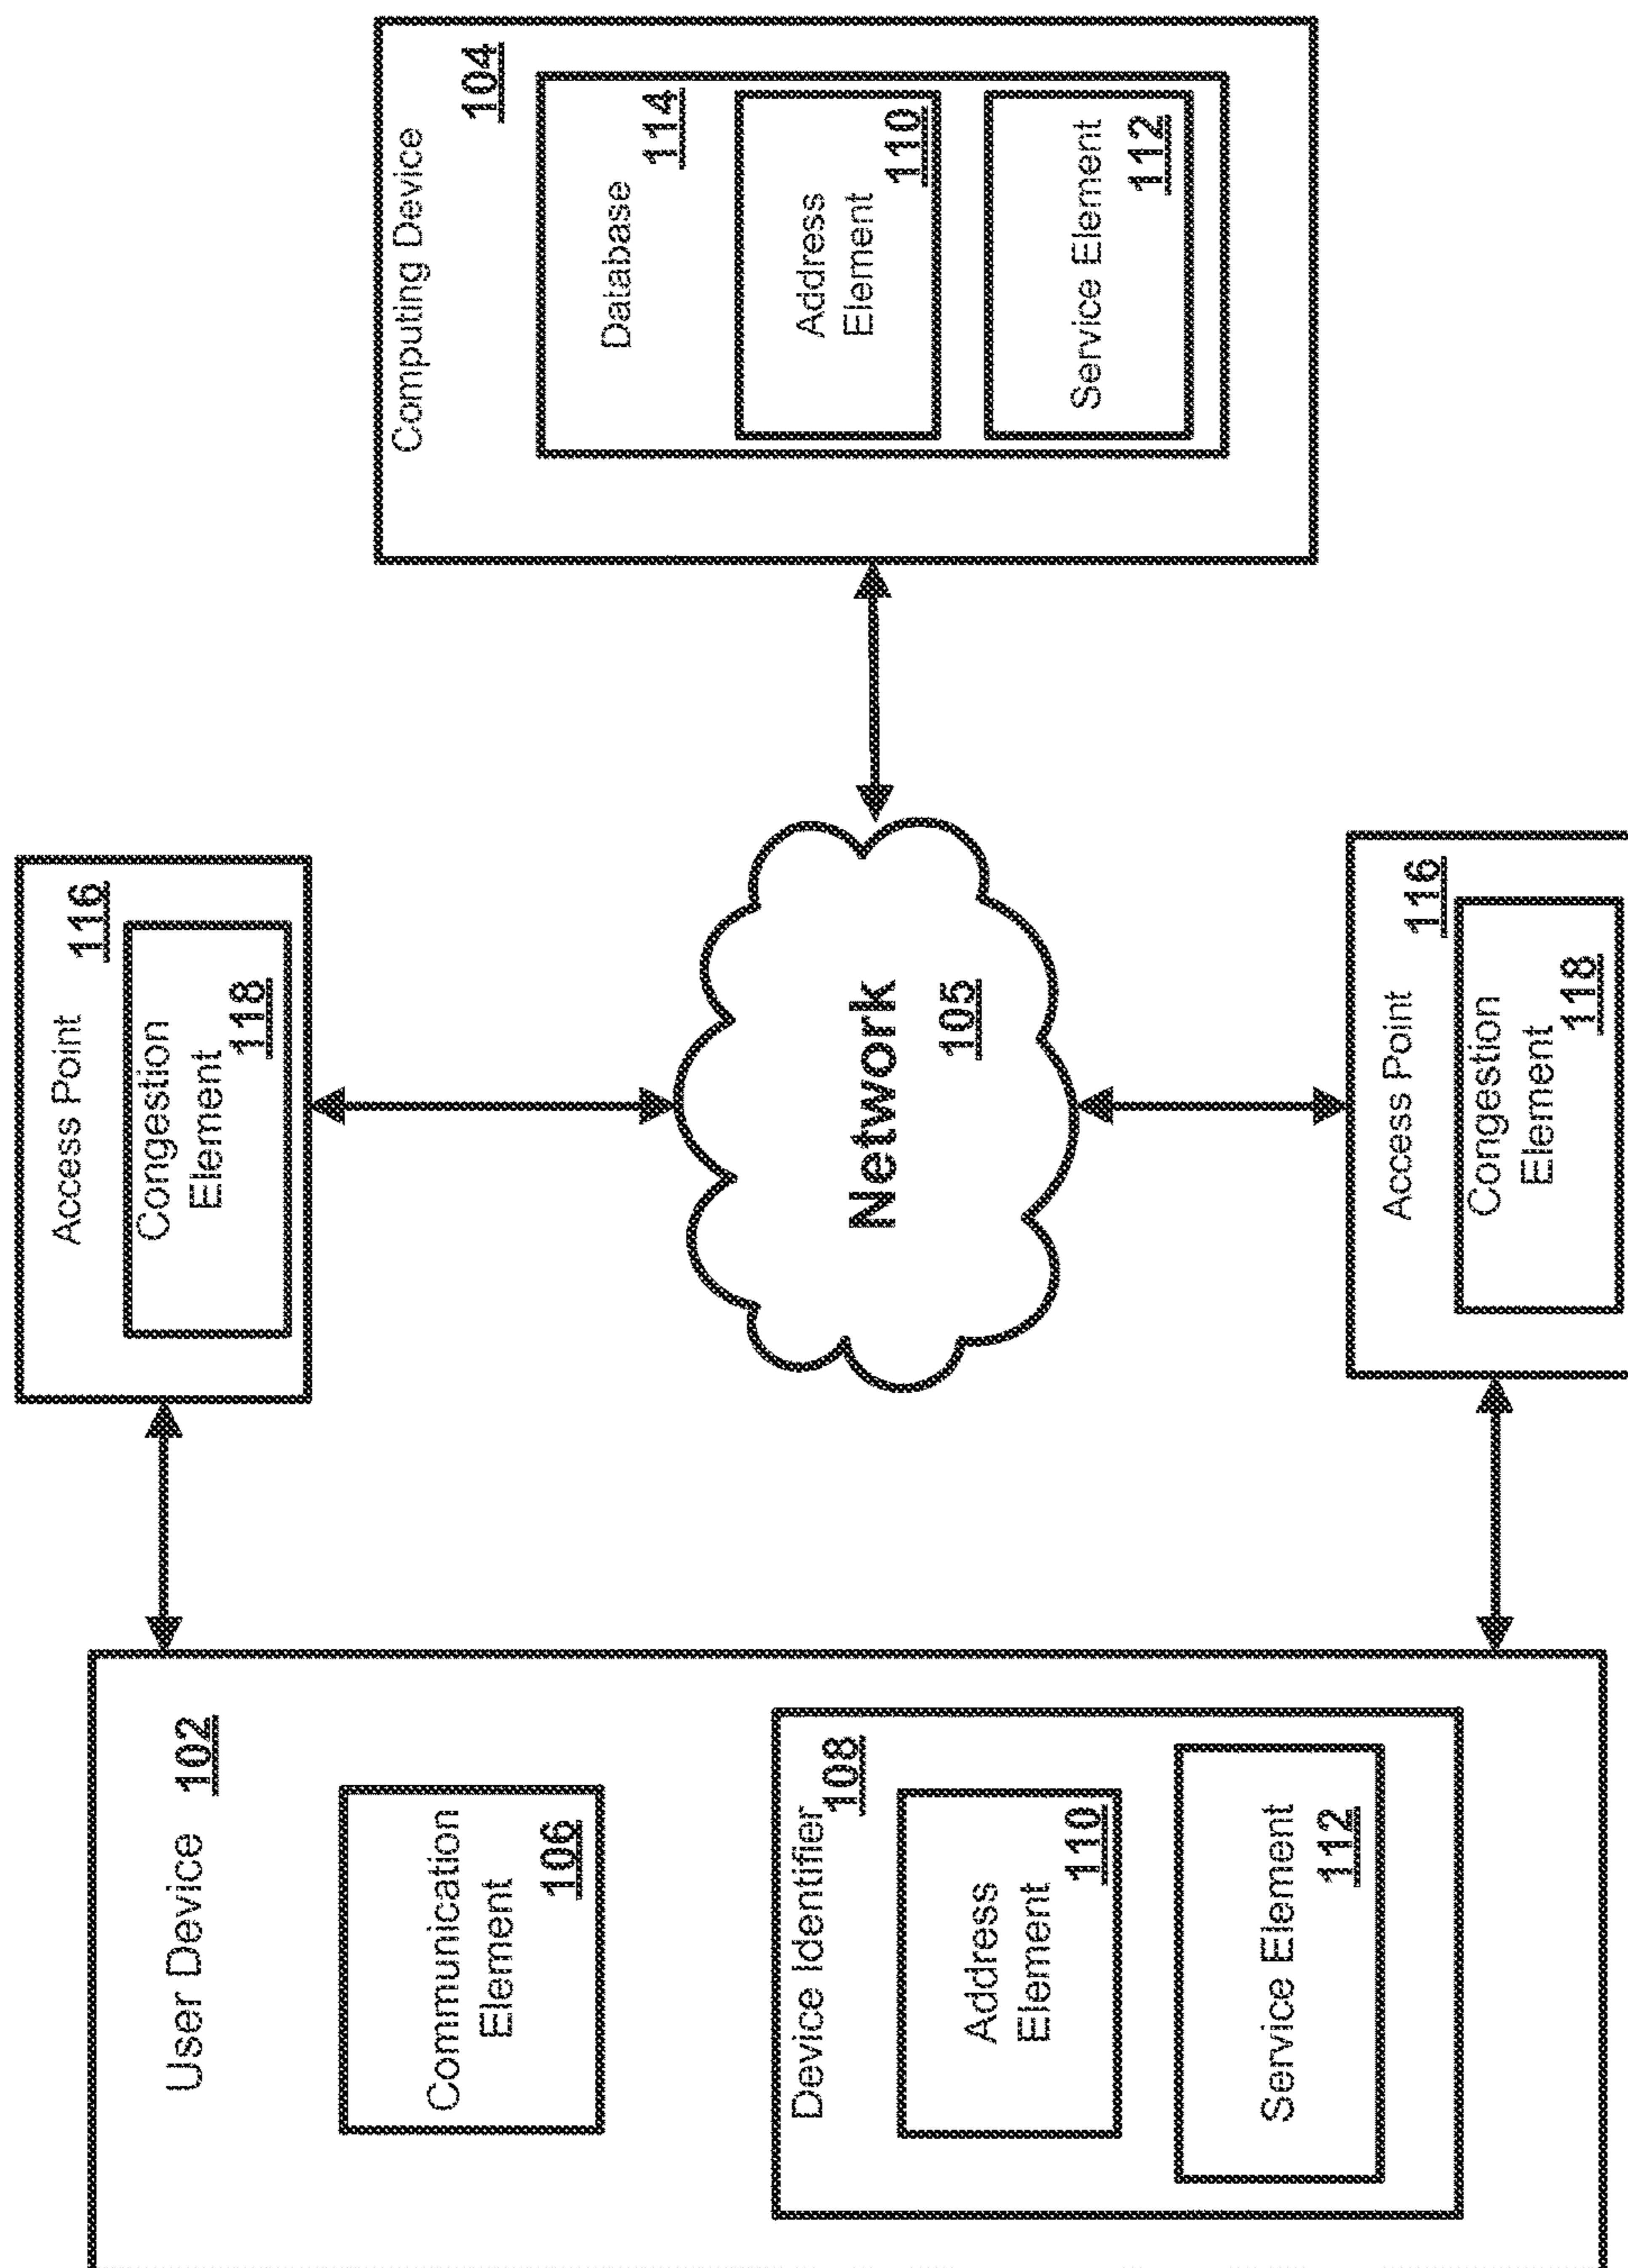 User Device 102
Communication
Element
106
Device Identifier
108
Address
Element
110
Service Element
112
Access Point
116
Congestion
Element
118
Network
105
Access Point
116
Congestion
Element
118
Computing Device
104
Database
114
Address
Element
110
Service Element
112